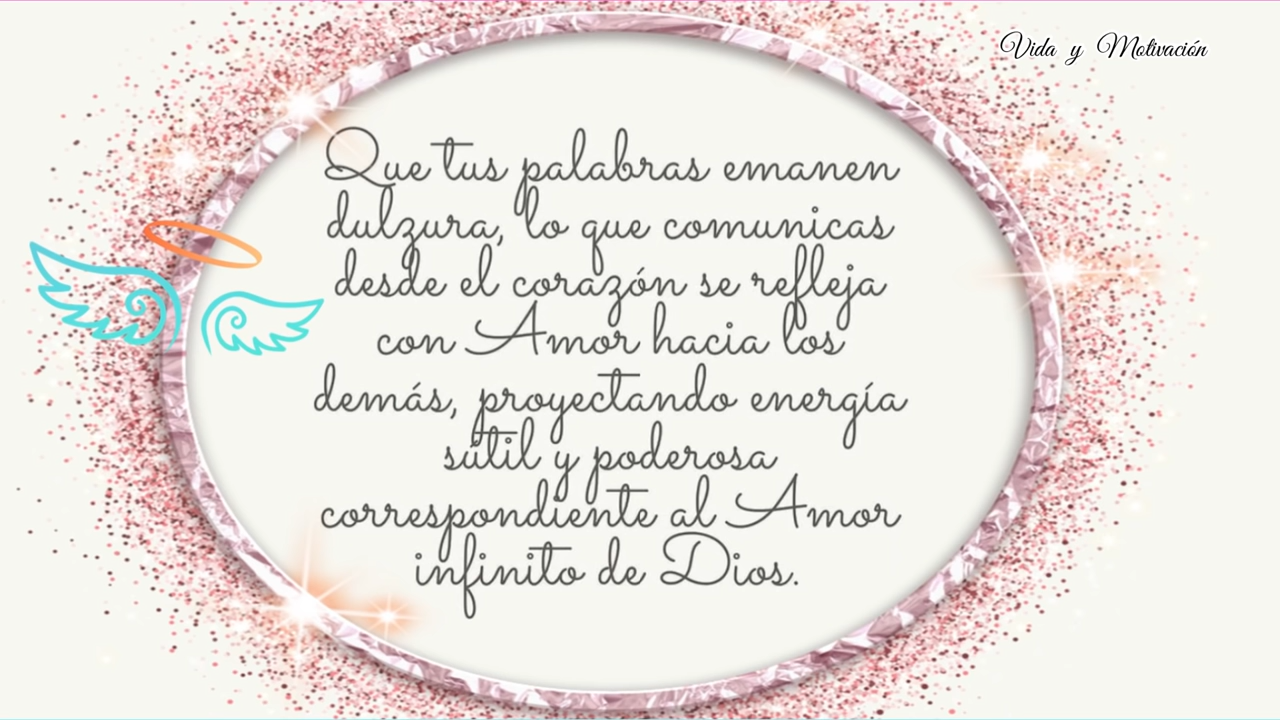 Vida y Motivación
Que tus palabras emanen
dulzura, lo que comunicas
desde el corazón se refleja
con Amor hacia los
demás, proyectando energía
sútil y poderosa
correspondiente al Amor
infinito de Dios.